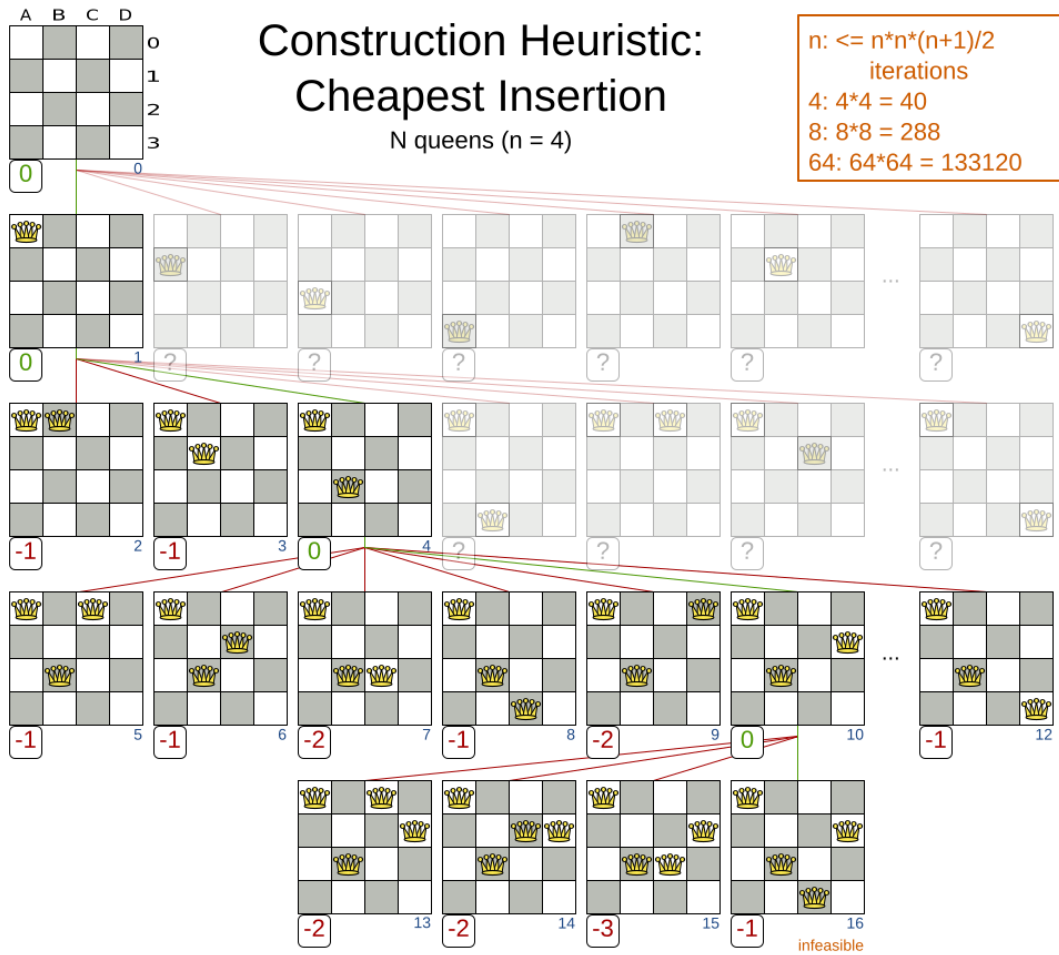 A B C D
Construction Heuristic:
Cheapest Insertion
N queens (n = 4)
0
1
2
3
n: <= n*n*(n+1)/2
iterations
4: 4*4 = 40
8: 8*8 = 288
64: 64*64 = 133120
0 0
...
0 1 ? ? ? ? ? ?
...
-1 2 -1 3 0 4 ? ? ? ?
...
-1 5 -1 6 -2 7 -1 8 -2 9 0 10 -1 12
-2 13 -2 14 -3 15 -1 16
infeasible